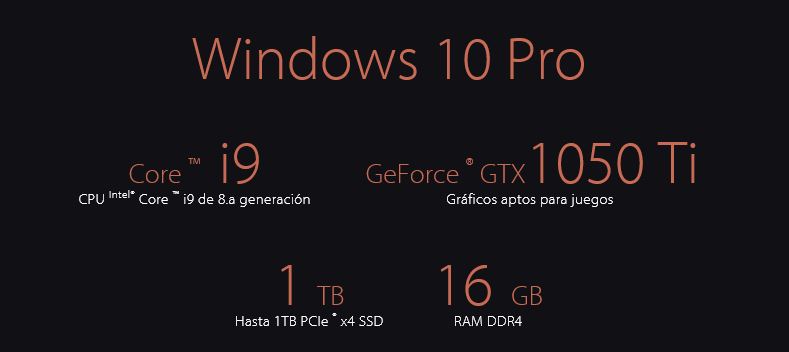 Windows 10 Pro
Core™ i9
GeForce® GTX 1050 Ti
CPU Intel® Core™ i9 de 8.a generación
Gráficos aptos para juegos
1 TB
16 GB
Hasta 1TB PCIe® x4 SSD
RAM DDR4